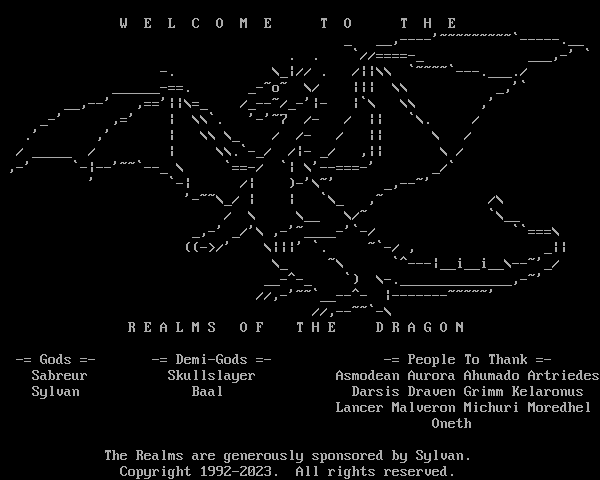 W E L C O M E T O T H E
R E A L M S O F T H E D R A G O N
-= Gods =- -= Demi-Gods =- -= People To Thank =-
Sabreur Skullslayer Asmodean Aurora Ahumado Artriedes
Sylvan Baal Darsis Draven Grimm Kelaronus
Lancer Malveron Michuri Moredhel
Oneth
The Realms are generously sponsored by Sylvan.
Copyright 1992-2023. All rights reserved.